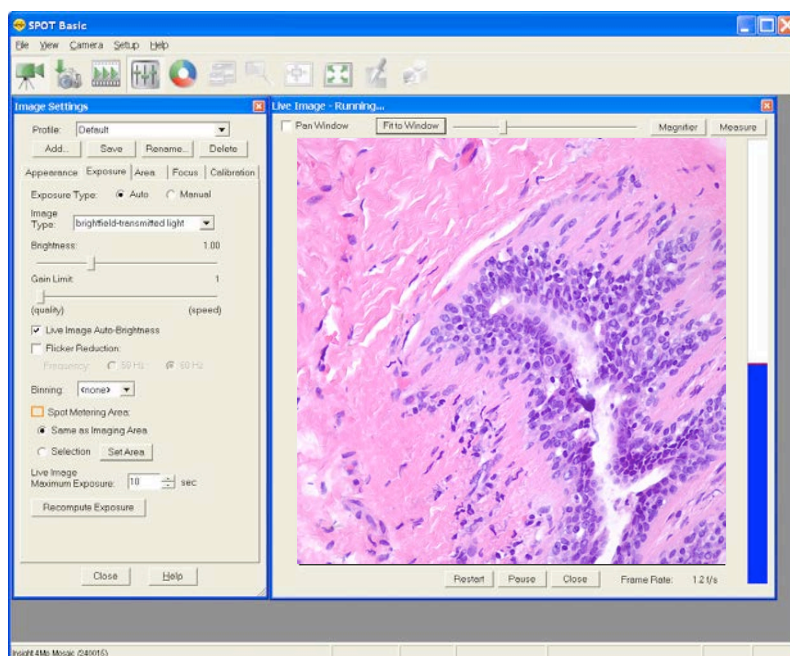 SPOT Basic
File View Camera Setup Help
Image Settings
Profile: Default
Add... Save Rename... Delete
Appearance Exposure Area Focus Calibration
Exposure Type: Auto Manual
Image
Type: brightfield-transmitted light
Brightness: 1.00
Gain Limit: 1
(quality) (speed)
Live Image Auto-Brightness
Flicker Reduction:
Frequency: 50 Hz 60 Hz
Binning: <none>
Spot Metering Area:
Same as Imaging Area
Selection Set Area
Live Image
Maximum Exposure: 10 sec
Recompute Exposure
Close Help
Live Image - Running...
Pan Window Fit to Window Magnifier Measure
Restart Pause Close Frame Rate: 1.2 f/s
Insight 4Mp Mosaic (240015)